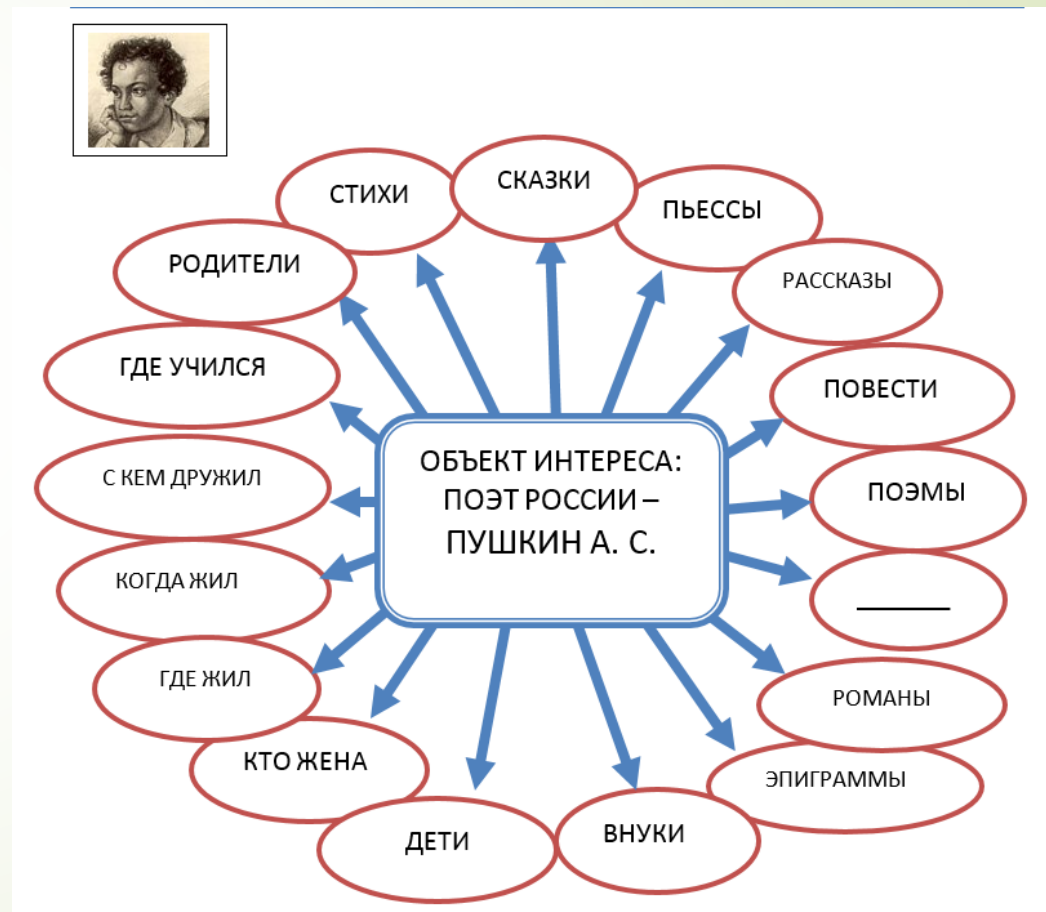 СТИХИ
СКАЗКИ
ПЬЕССЫ
РОДИТЕЛИ
РАССКАЗЫ
ГДЕ УЧИЛСЯ
ПОВЕСТИ
С КЕМ ДРУЖИЛ
ОБЪЕКТ ИНТЕРЕСА:
ПОЭТ РОССИИ –
ПУШКИН А. С.
ПОЭМЫ
КОГДА ЖИЛ
_______
ГДЕ ЖИЛ
РОМАНЫ
КТО ЖЕНА
ЭПИГРАММЫ
ДЕТИ
ВНУКИ